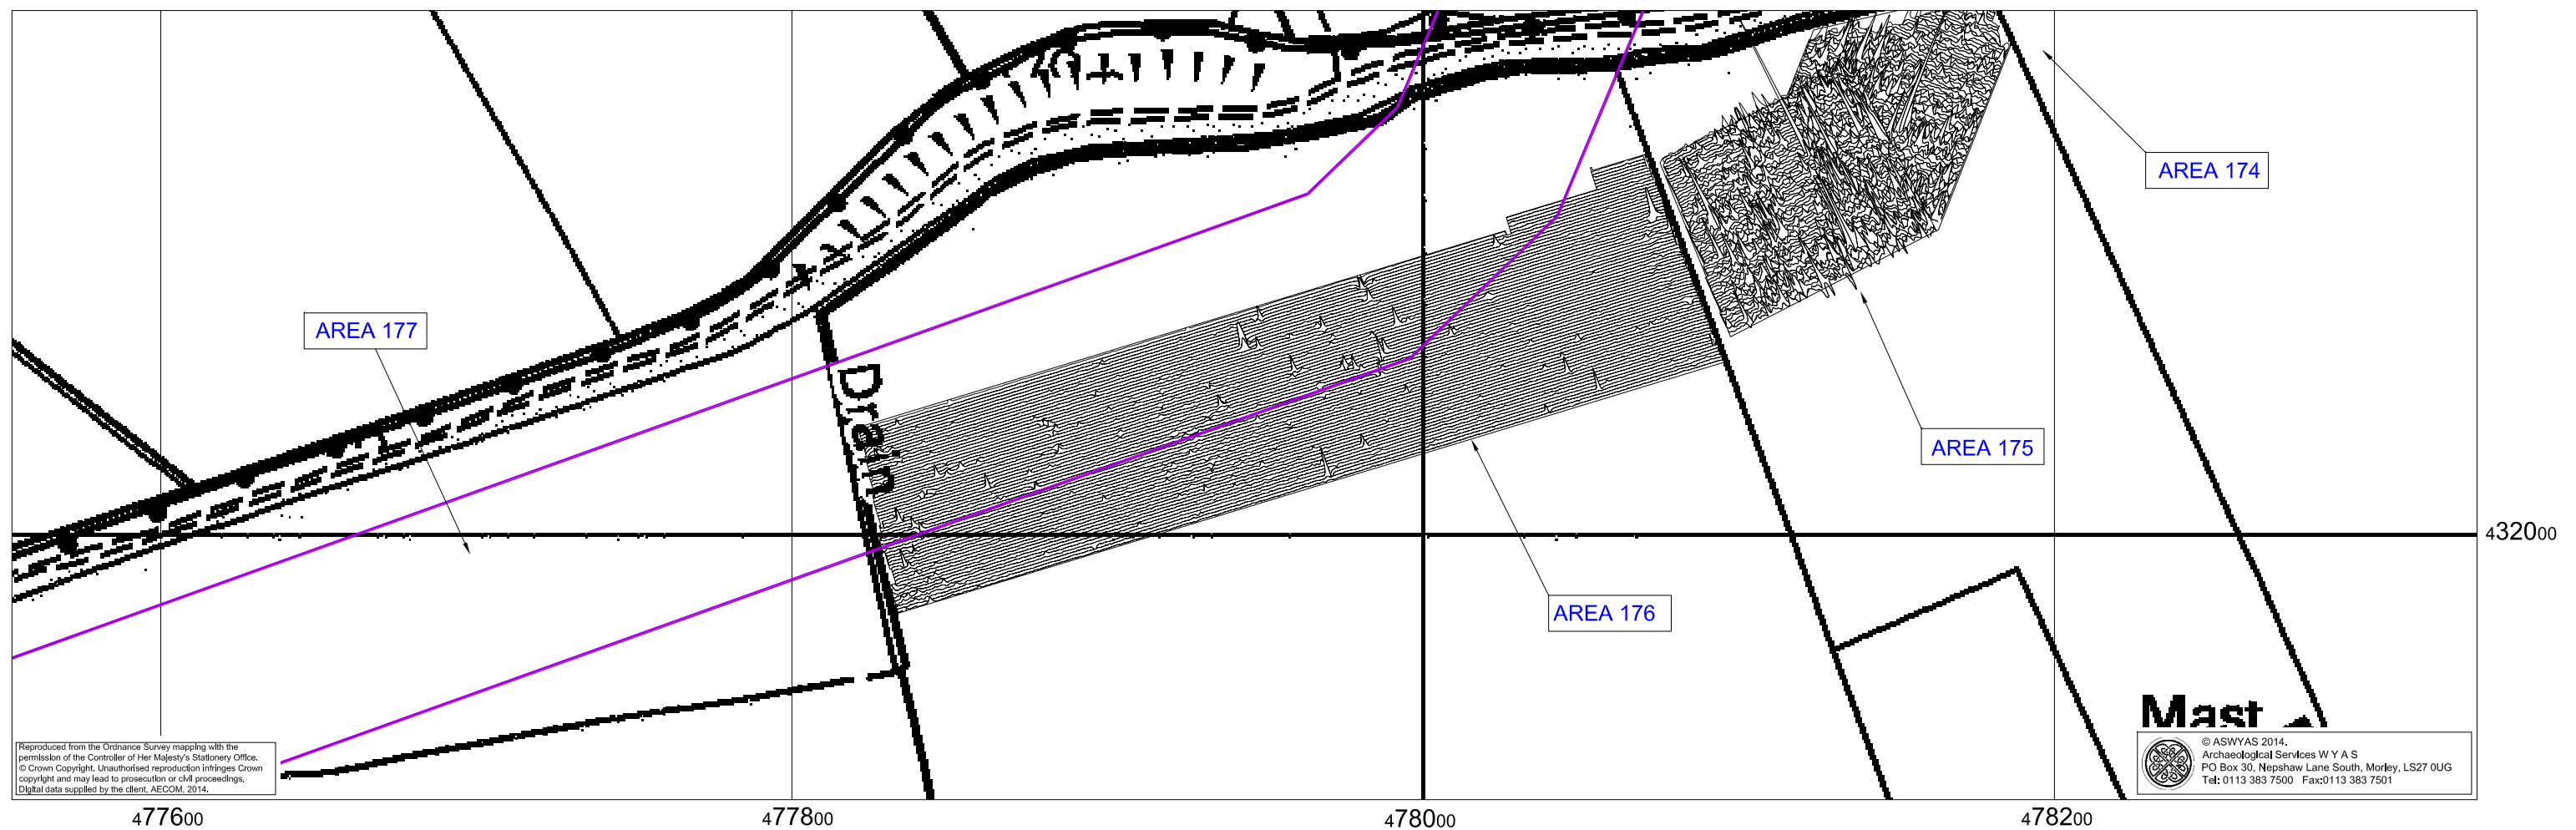 AREA 174
AREA 177
Drain
AREA 175
432000
AREA 176
Mast
Reproduced from the Ordnance Survey mapping with the
permission of the Controller of Her Majesty's Stationery Office.
© Crown Copyright. Unauthorised reproduction infringes Crown
copyright and may lead to prosecution or civil proceedings.
Digital data supplied by the client, AECOM, 2014.
© ASWYAS 2014.
Archaeological Services W Y A S
PO Box 30, Nepshaw Lane South, Morley, LS27 0UG
Tel: 0113 383 7500 Fax:0113 383 7501
477600
477800
478000
478200